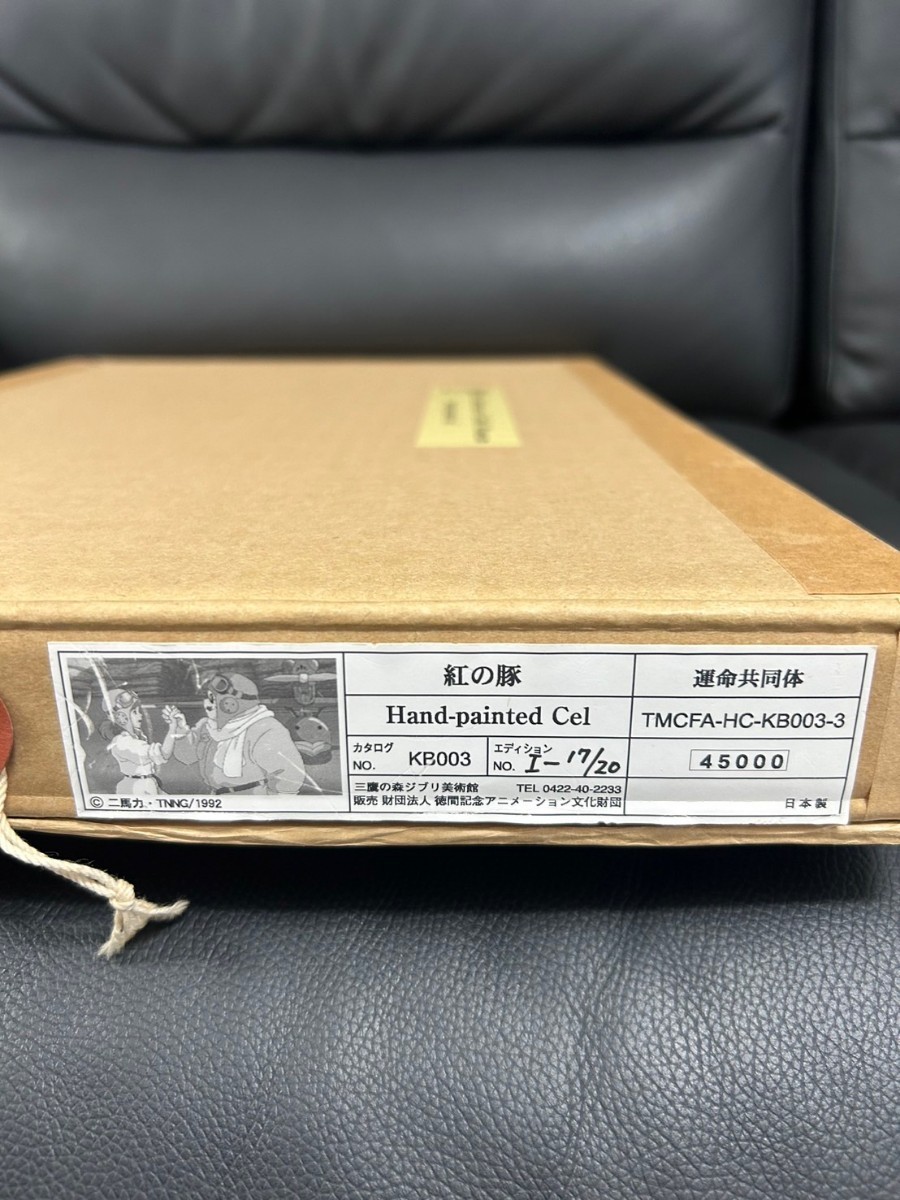 紅の豚
運命共同体
Hand-painted Cel
TMCFA-HC-KB003-3
カタログ
NO. KB003
エディション
NO. I-17/20
45000
三鷹の森ジブリ美術館 TEL 0422-40-2233
販売 財団法人 徳間記念アニメーション文化財団
日本製
© 二馬力・TNNG/1992